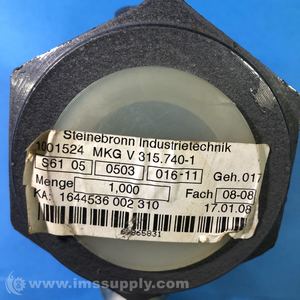 Steinebronn Industrietechnik
1001524 MKG V 315.740-1
S61 05 0503 016-11 Geh. 017
Menge 1,000 Fach 08-08
KA: 1644536 002 310 17.01.08
www.imssupply.com